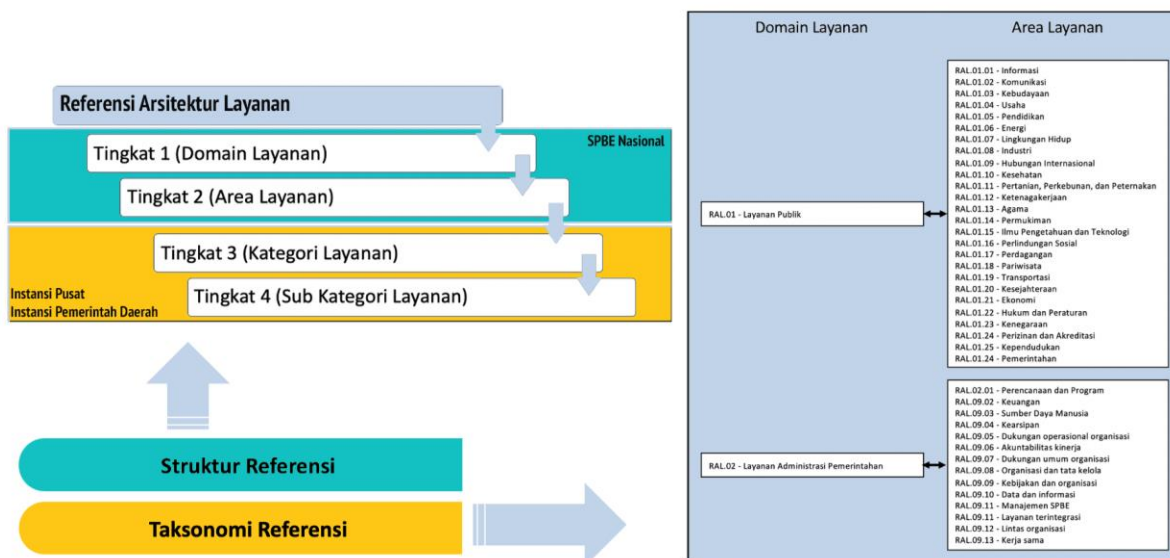 Referensi Arsitektur Layanan
SPBE Nasional
Tingkat 1 (Domain Layanan)
Tingkat 2 (Area Layanan)
Tingkat 3 (Kategori Layanan)
Tingkat 4 (Sub Kategori Layanan)
Instansi Pusat
Instansi Pemerintah Daerah
Struktur Referensi
Taksonomi Referensi
Domain Layanan
Area Layanan
RAL.01 - Layanan Publik
RAL.01.01 - Informasi
RAL.01.02 - Komunikasi
RAL.01.03 - Kebudayaan
RAL.01.04 - Usaha
RAL.01.05 - Pendidikan
RAL.01.06 - Energi
RAL.01.07 - Lingkungan Hidup
RAL.01.08 - Industri
RAL.01.09 - Hubungan Internasional
RAL.01.10 - Kesehatan
RAL.01.11 - Pertanian, Perkebunan, dan Peternakan
RAL.01.12 - Ketenagakerjaan
RAL.01.13 - Agama
RAL.01.14 - Permukiman
RAL.01.15 - Ilmu Pengetahuan dan Teknologi
RAL.01.16 - Perlindungan Sosial
RAL.01.17 - Perdagangan
RAL.01.18 - Pariwisata
RAL.01.19 - Transportasi
RAL.01.20 - Kesejahteraan
RAL.01.21 - Ekonomi
RAL.01.22 - Hukum dan Peraturan
RAL.01.23 - Kenegaraan
RAL.01.24 - Perizinan dan Akreditasi
RAL.01.25 - Kependudukan
RAL.01.24 - Pemerintahan
RAL.02 - Layanan Administrasi Pemerintahan
RAL.02.01 - Perencanaan dan Program
RAL.09.02 - Keuangan
RAL.09.03 - Sumber Daya Manusia
RAL.09.04 - Kearsipan
RAL.09.05 - Dukungan operasional organisasi
RAL.09.06 - Akuntabilitas kinerja
RAL.09.07 - Dukungan umum organisasi
RAL.09.08 - Organisasi dan tata kelola
RAL.09.09 - Kebijakan dan organisasi
RAL.09.10 - Data dan informasi
RAL.09.11 - Manajemen SPBE
RAL.09.11 - Layanan terintegrasi
RAL.09.12 - Lintas organisasi
RAL.09.13 - Kerja sama